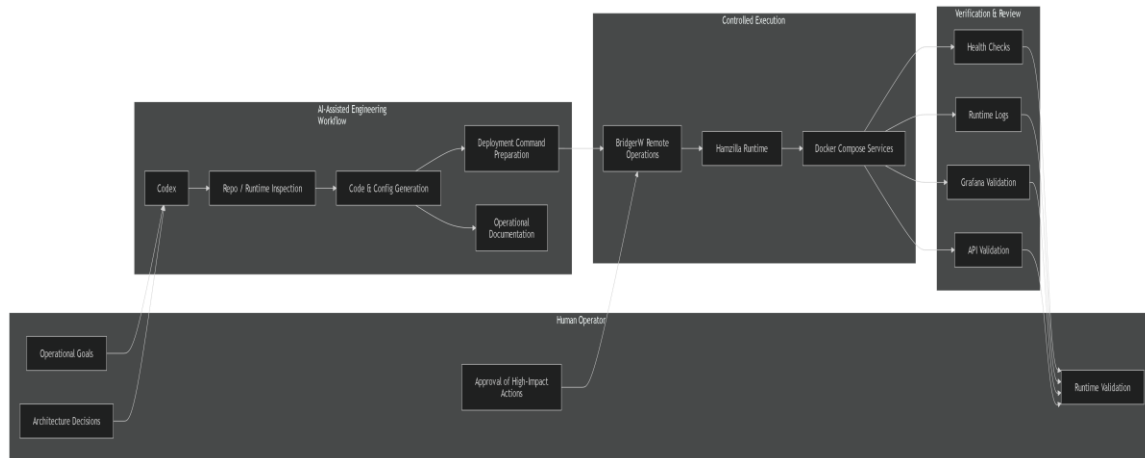 Verification & Review
Health Checks
Runtime Logs
Grafana Validation
API Validation
Controlled Execution
BridgerW Remote
Operations
Hamzilla Runtime
Docker Compose Services
AI-Assisted Engineering
Workflow
Codex
Repo / Runtime Inspection
Code & Config Generation
Deployment Command
Preparation
Operational
Documentation
Human Operator
Operational Goals
Architecture Decisions
Approval of High-Impact
Actions
Runtime Validation